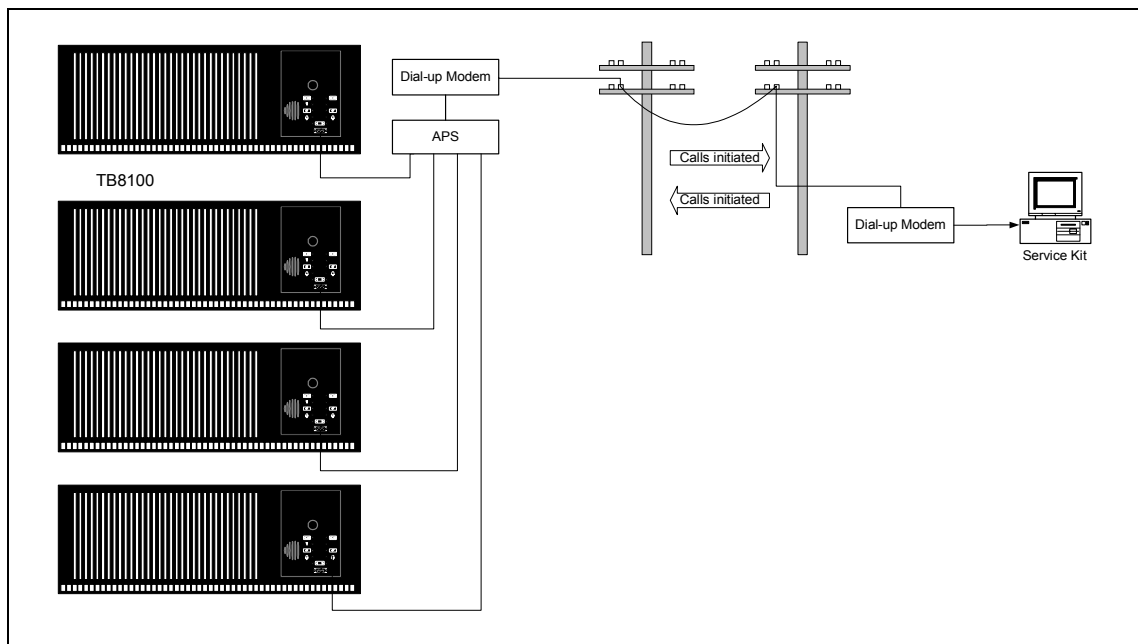 Dial-up Modem
APS
TB8100
Calls initiated
Calls initiated
Dial-up Modem
Service Kit